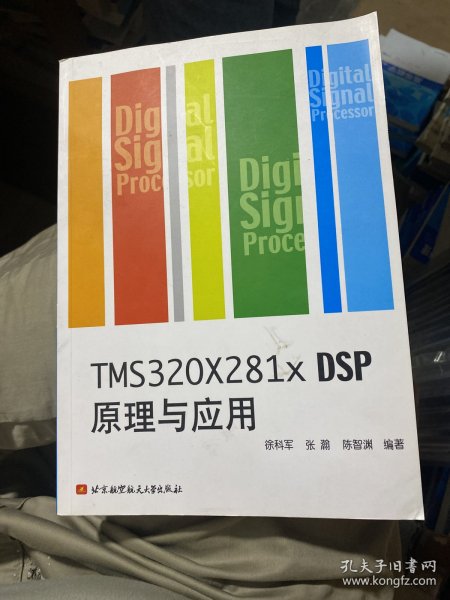 Digital
Signal
Processor
Digital
Signal
Processor
Digi
Sign
Proce
TMS320X281x DSP
原理与应用
徐科军 张瀚 陈智渊 编著
北京航空航天大学出版社
孔夫子旧书网
www.kongfz.com